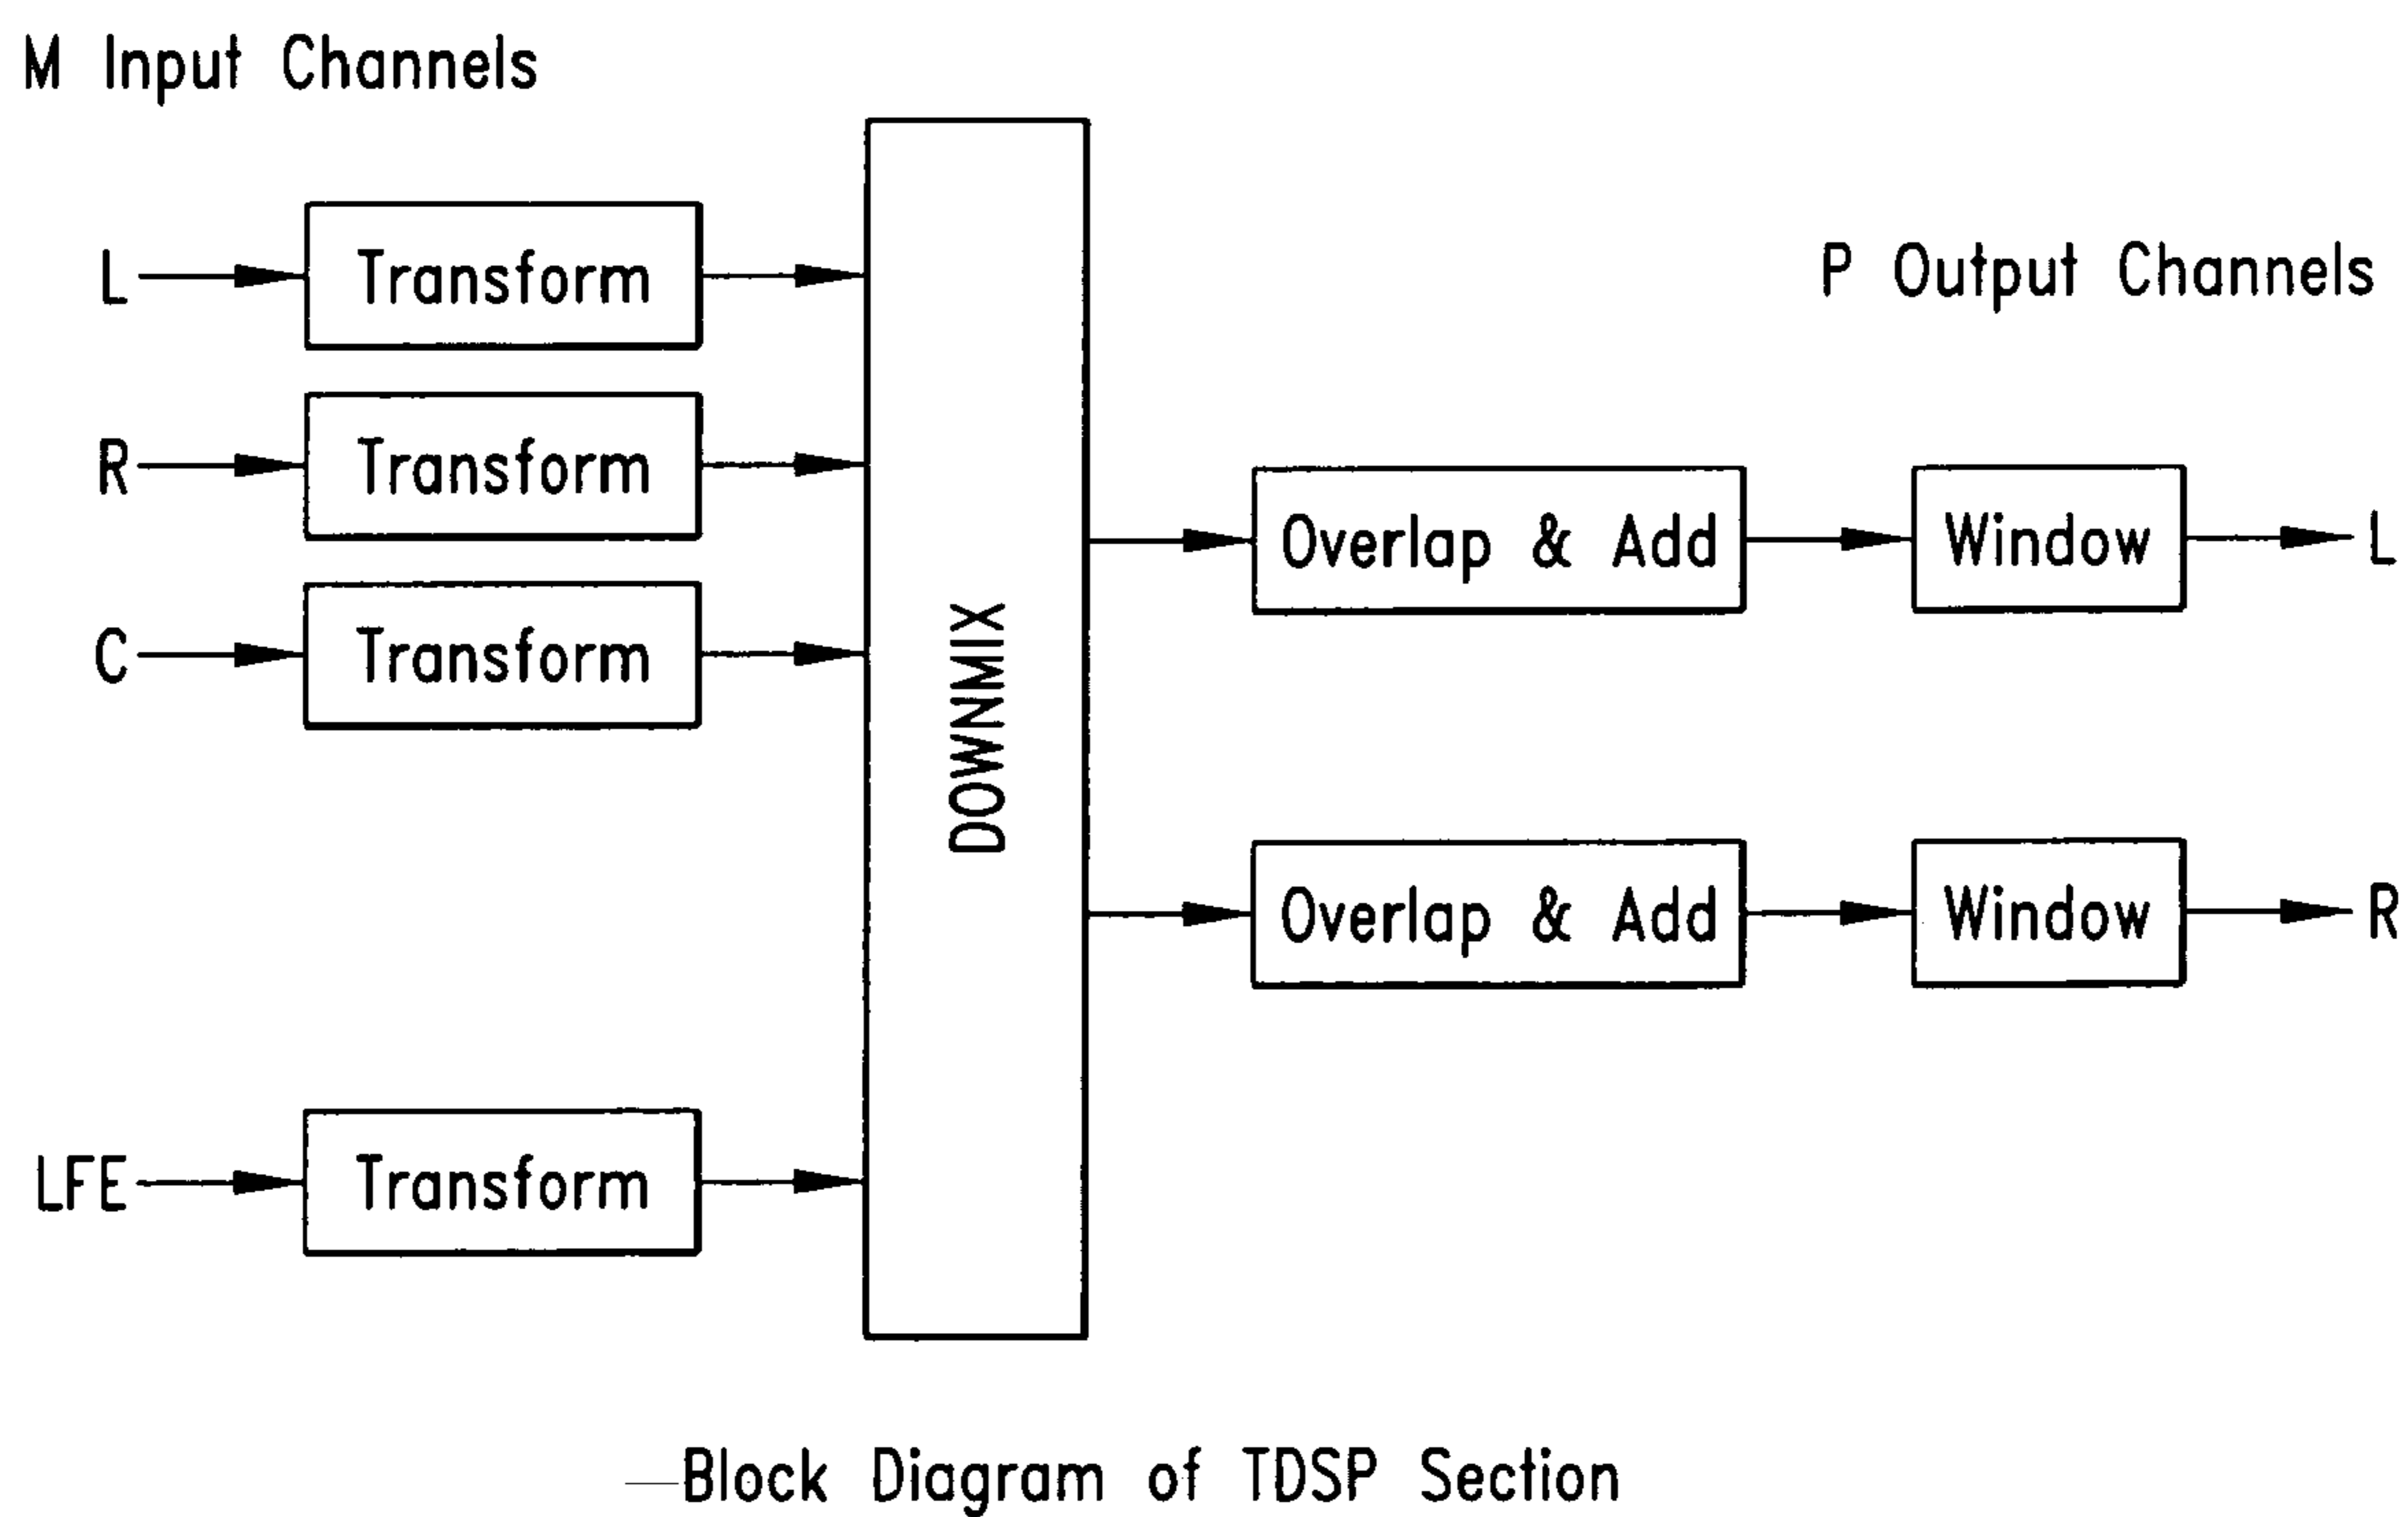 M Input Channels
L
Transform
P Output Channels
R
Transform
Overlap & Add
Window
L
C
Transform
DOWNMIX
Overlap & Add
Window
R
LFE
Transform
Block Diagram of TDSP Section